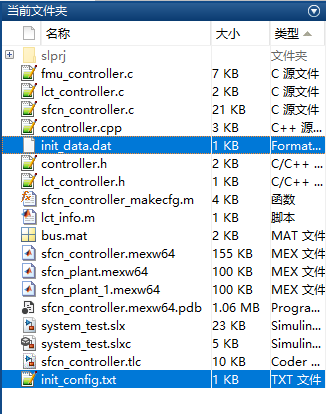 当前文件夹
名称 大小 类型
slprj 文件夹
fmu_controller.c 7 KB C 源文件
lct_controller.c 2 KB C 源文件
sfcn_controller.c 21 KB C 源文件
controller.cpp 3 KB C++ 源...
init_data.dat 1 KB Format...
controller.h 2 KB C/C++ ...
lct_controller.h 1 KB C/C++ ...
sfcn_controller_makecfg.m 4 KB 函数
lct_info.m 1 KB 脚本
bus.mat 2 KB MAT 文件
sfcn_controller.mexw64 155 KB MEX 文件
sfcn_plant.mexw64 100 KB MEX 文件
sfcn_plant_1.mexw64 100 KB MEX 文件
sfcn_controller.mexw64.pdb 1.06 MB Progra...
system_test.slx 23 KB Simulin...
system_test.slxc 5 KB Simulin...
sfcn_controller.tlc 10 KB Coder ...
init_config.txt 1 KB TXT 文件